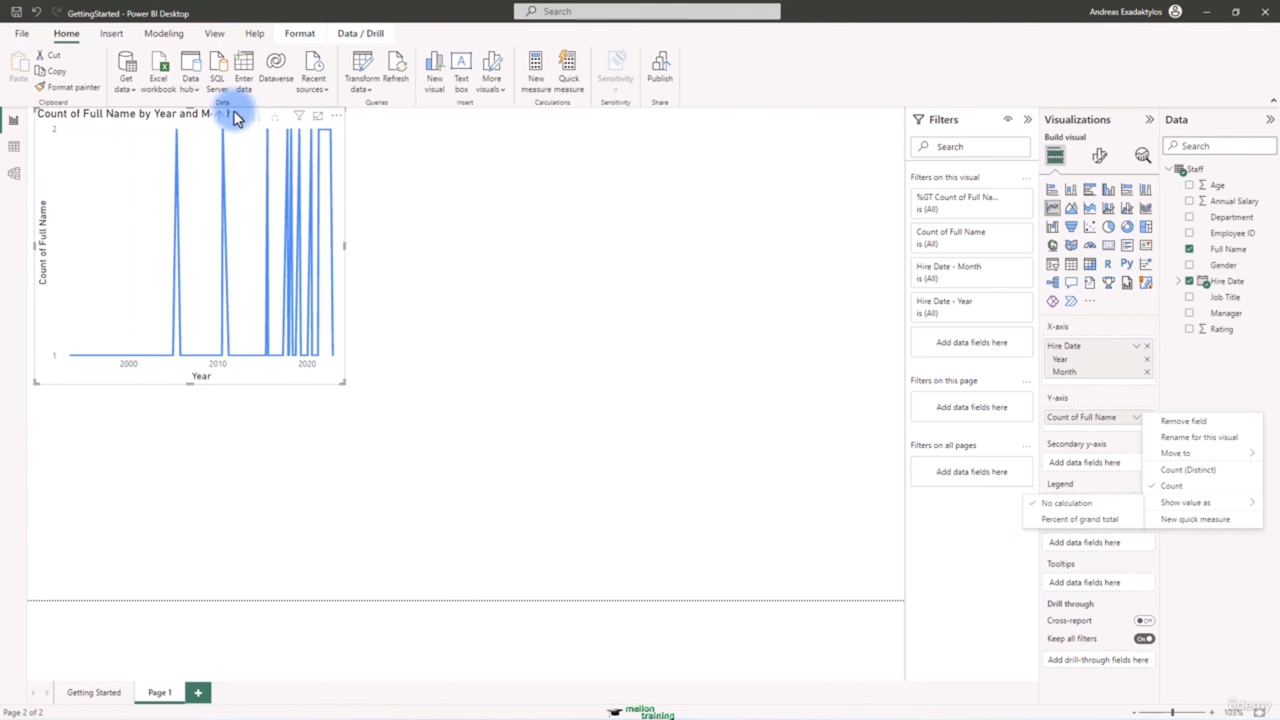 GettingStarted - Power BI Desktop
Search
Andreas Exadaktylos
File
Home
Insert
Modeling
View
Help
Format
Data / Drill
Paste
Cut
Copy
Format painter
Clipboard
Get data
Excel workbook
Data hub
SQL Server
Enter data
Dataverse
Recent sources
Data
Transform data
Refresh
Queries
New visual
Text box
More visuals
Insert
New measure
Quick measure
Calculations
Sensitivity
Sensitivity
Publish
Share
Count of Full Name by Year and M
2
1
Count of Full Name
2000
2010
2020
Year
Filters
Search
Filters on this visual
%GT Count of Full Na...
is (All)
Count of Full Name
is (All)
Hire Date - Month
is (All)
Hire Date - Year
is (All)
Add data fields here
Filters on this page
Add data fields here
Filters on all pages
Add data fields here
Visualizations
Build visual
R
Py
X-axis
Hire Date
Year
Month
Y-axis
Count of Full Name
Secondary y-axis
Add data fields here
Legend
Add data fields here
Tooltips
Add data fields here
Drill through
Cross-report
Off
Keep all filters
On
Add drill-through fields here
Remove field
Rename for this visual
Move to
Count (Distinct)
Count
Show value as
New quick measure
No calculation
Percent of grand total
Data
Search
Staff
Age
Annual Salary
Department
Employee ID
Full Name
Gender
Hire Date
Job Title
Manager
Rating
Getting Started
Page 1
Page 2 of 2
mellon
training
103%
ûdemy